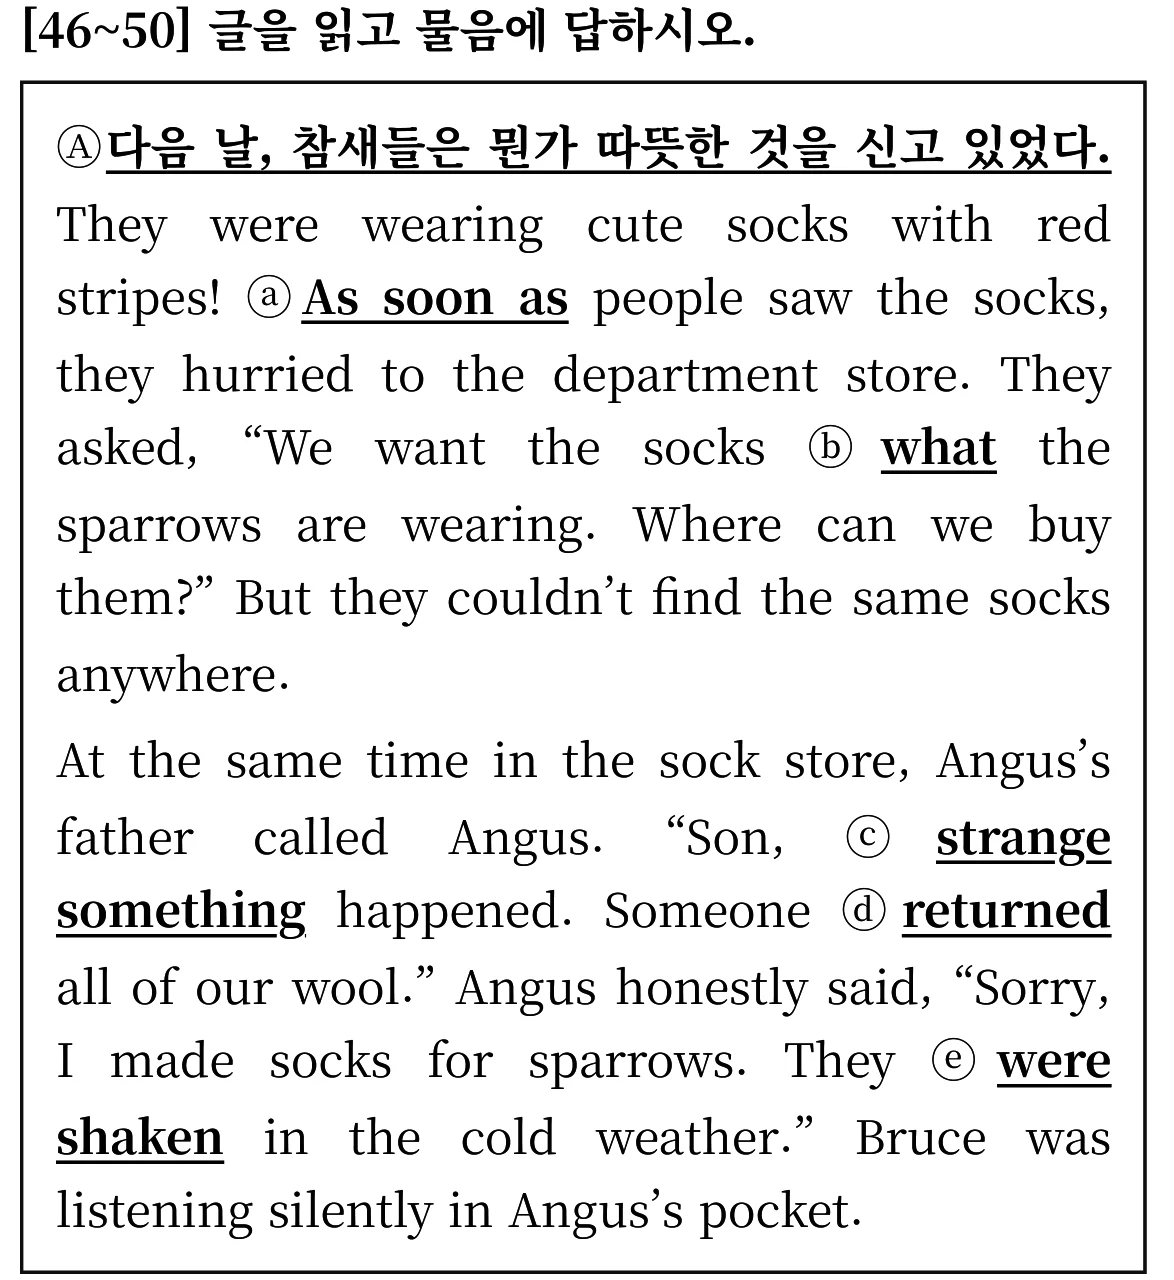 [46~50] 글을 읽고 물음에 답하시오.
Ⓐ다음 날, 참새들은 뭔가 따뜻한 것을 신고 있었다.
They were wearing cute socks with red
stripes! ⓐ As soon as people saw the socks,
they hurried to the department store. They
asked, “We want the socks ⓑ what the
sparrows are wearing. Where can we buy
them?” But they couldn’t find the same socks
anywhere.
At the same time in the sock store, Angus’s
father called Angus. “Son, ⓒ strange
something happened. Someone ⓓ returned
all of our wool.” Angus honestly said, “Sorry,
I made socks for sparrows. They ⓔ were
shaken in the cold weather.” Bruce was
listening silently in Angus’s pocket.